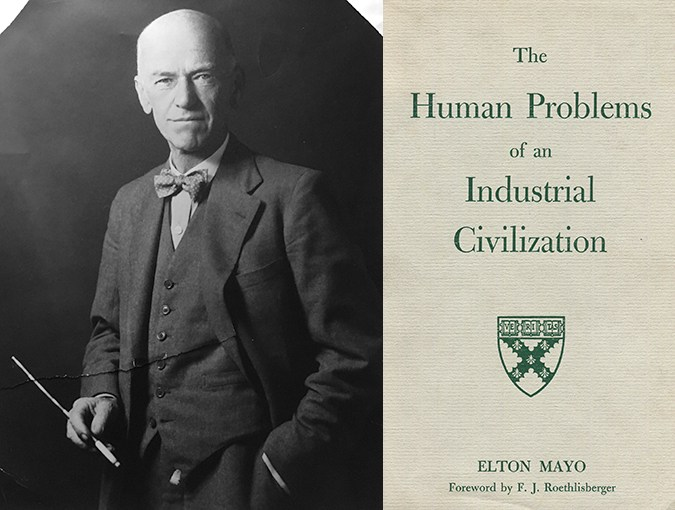 The
Human Problems
of an
Industrial
Civilization
VE RI TAS
ELTON MAYO
Foreword by F. J. Roethlisberger